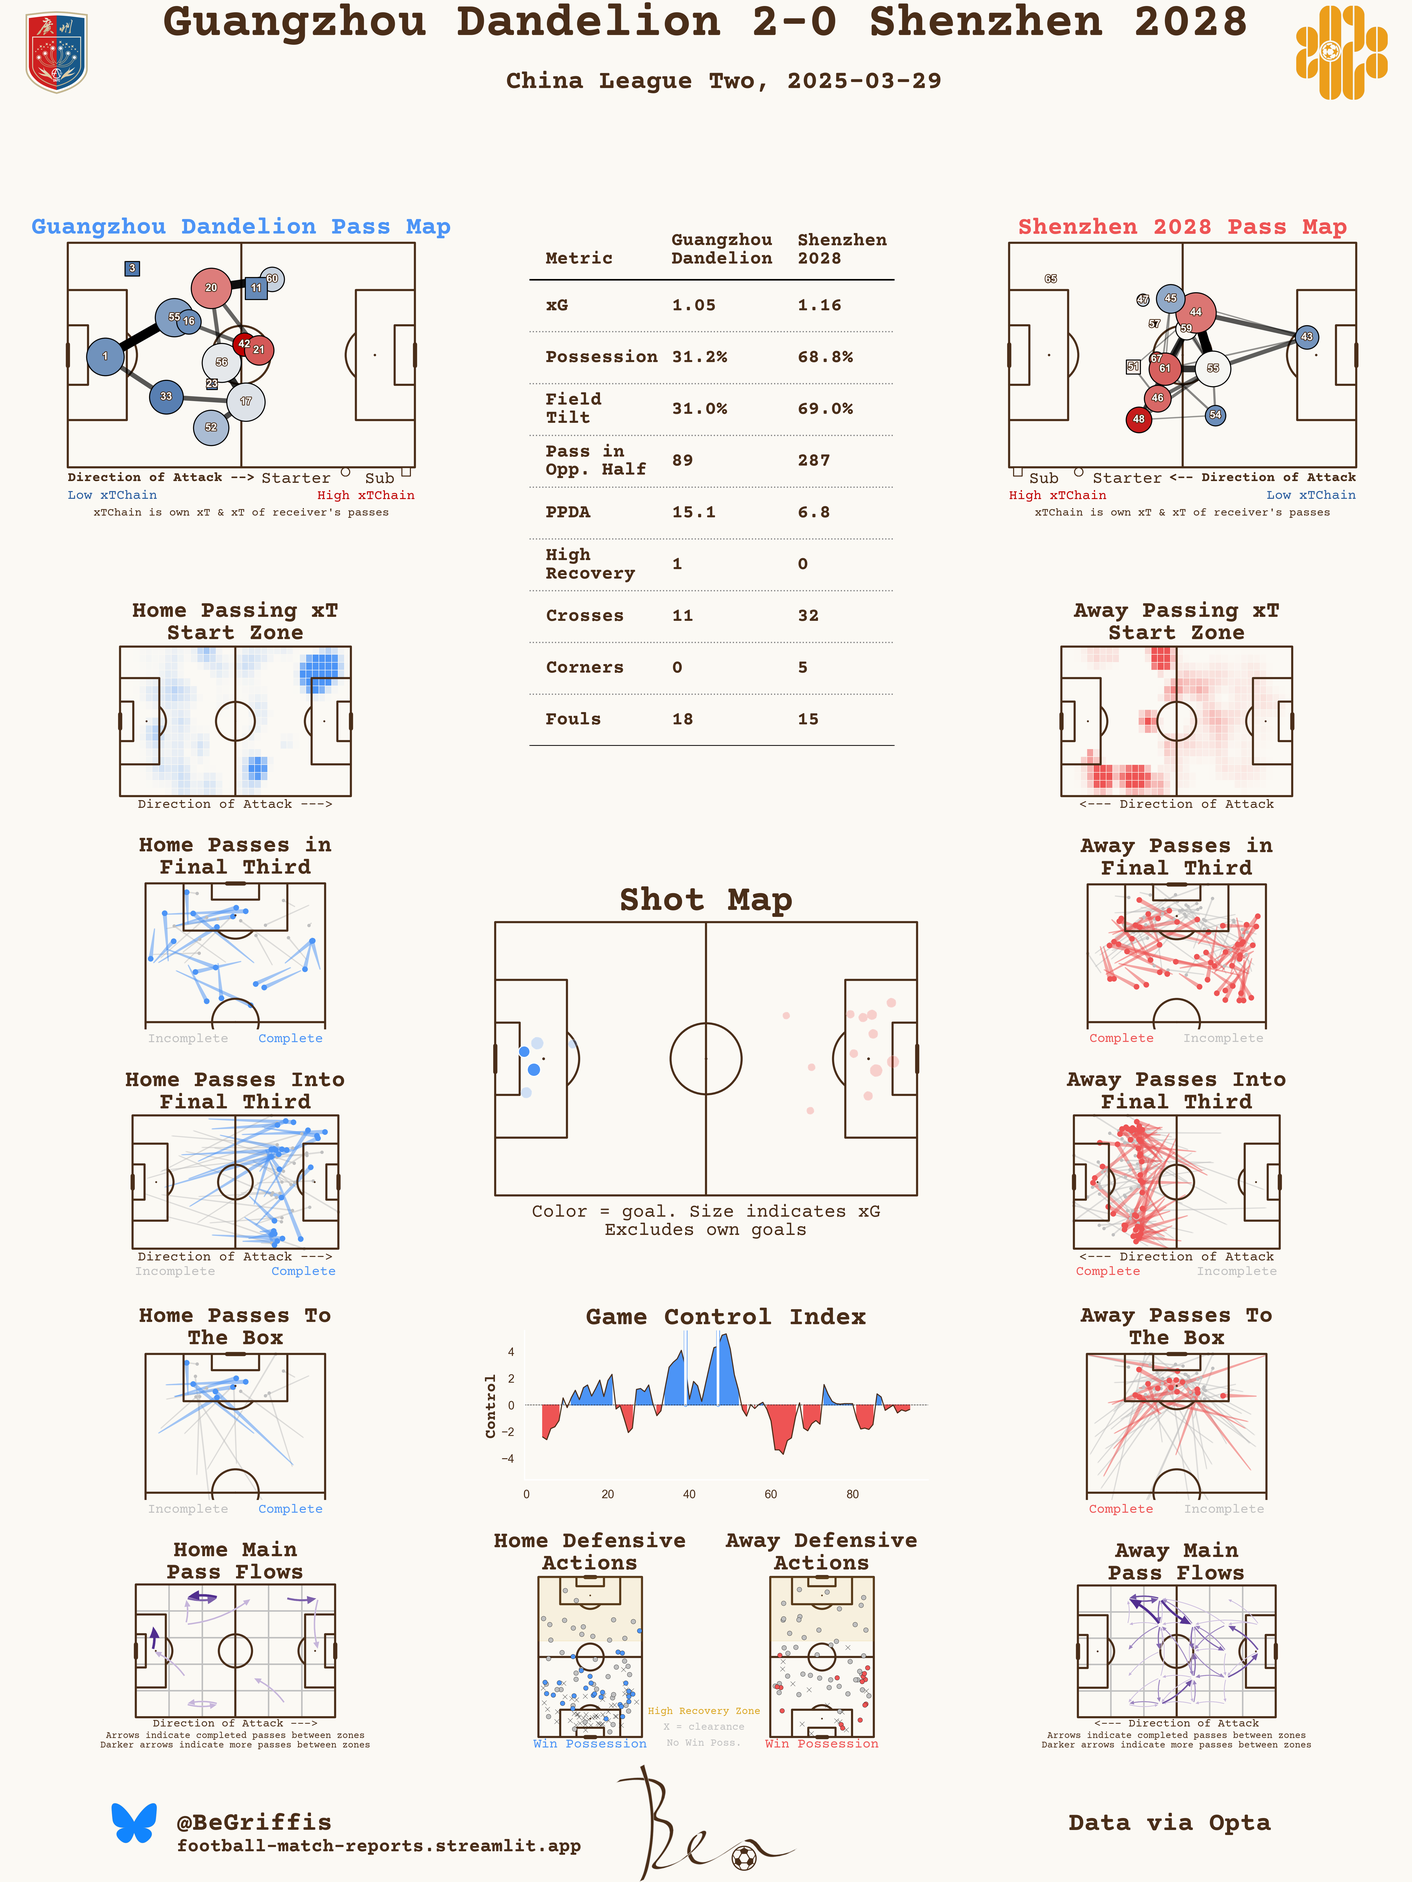 Guangzhou Dandelion 2-0 Shenzhen 2028
China League Two, 2025-03-29
广 州
Guangzhou Dandelion Pass Map
3
20
11
60
55
16
1
42
21
56
23
33
17
52
Direction of Attack --> Starter Sub
Low xTChain High xTChain
xTChain is own xT & xT of receiver's passes
Metric Guangzhou Dandelion Shenzhen 2028
xG 1.05 1.16
Possession 31.2% 68.8%
Field Tilt 31.0% 69.0%
Pass in Opp. Half 89 287
PPDA 15.1 6.8
High Recovery 1 0
Crosses 11 32
Corners 0 5
Fouls 18 15
Shenzhen 2028 Pass Map
65
47
45
44
57
59
43
67
51
61
55
46
48
54
Sub Starter <-- Direction of Attack
High xTChain Low xTChain
xTChain is own xT & xT of receiver's passes
Home Passing xT
Start Zone
Direction of Attack --->
Away Passing xT
Start Zone
<--- Direction of Attack
Home Passes in
Final Third
Incomplete Complete
Away Passes in
Final Third
Complete Incomplete
Shot Map
Color = goal. Size indicates xG
Excludes own goals
Home Passes Into
Final Third
Direction of Attack --->
Incomplete Complete
Away Passes Into
Final Third
<--- Direction of Attack
Complete Incomplete
Home Passes To
The Box
Incomplete Complete
Game Control Index
Control
4
2
0
−2
−4
0 20 40 60 80
Away Passes To
The Box
Complete Incomplete
Home Main
Pass Flows
Direction of Attack --->
Arrows indicate completed passes between zones
Darker arrows indicate more passes between zones
Home Defensive
Actions
Win Possession
Away Defensive
Actions
Win Possession
High Recovery Zone
X = clearance
No Win Poss.
Away Main
Pass Flows
<--- Direction of Attack
Arrows indicate completed passes between zones
Darker arrows indicate more passes between zones
@BeGriffis
football-match-reports.streamlit.app
Ben
Data via Opta